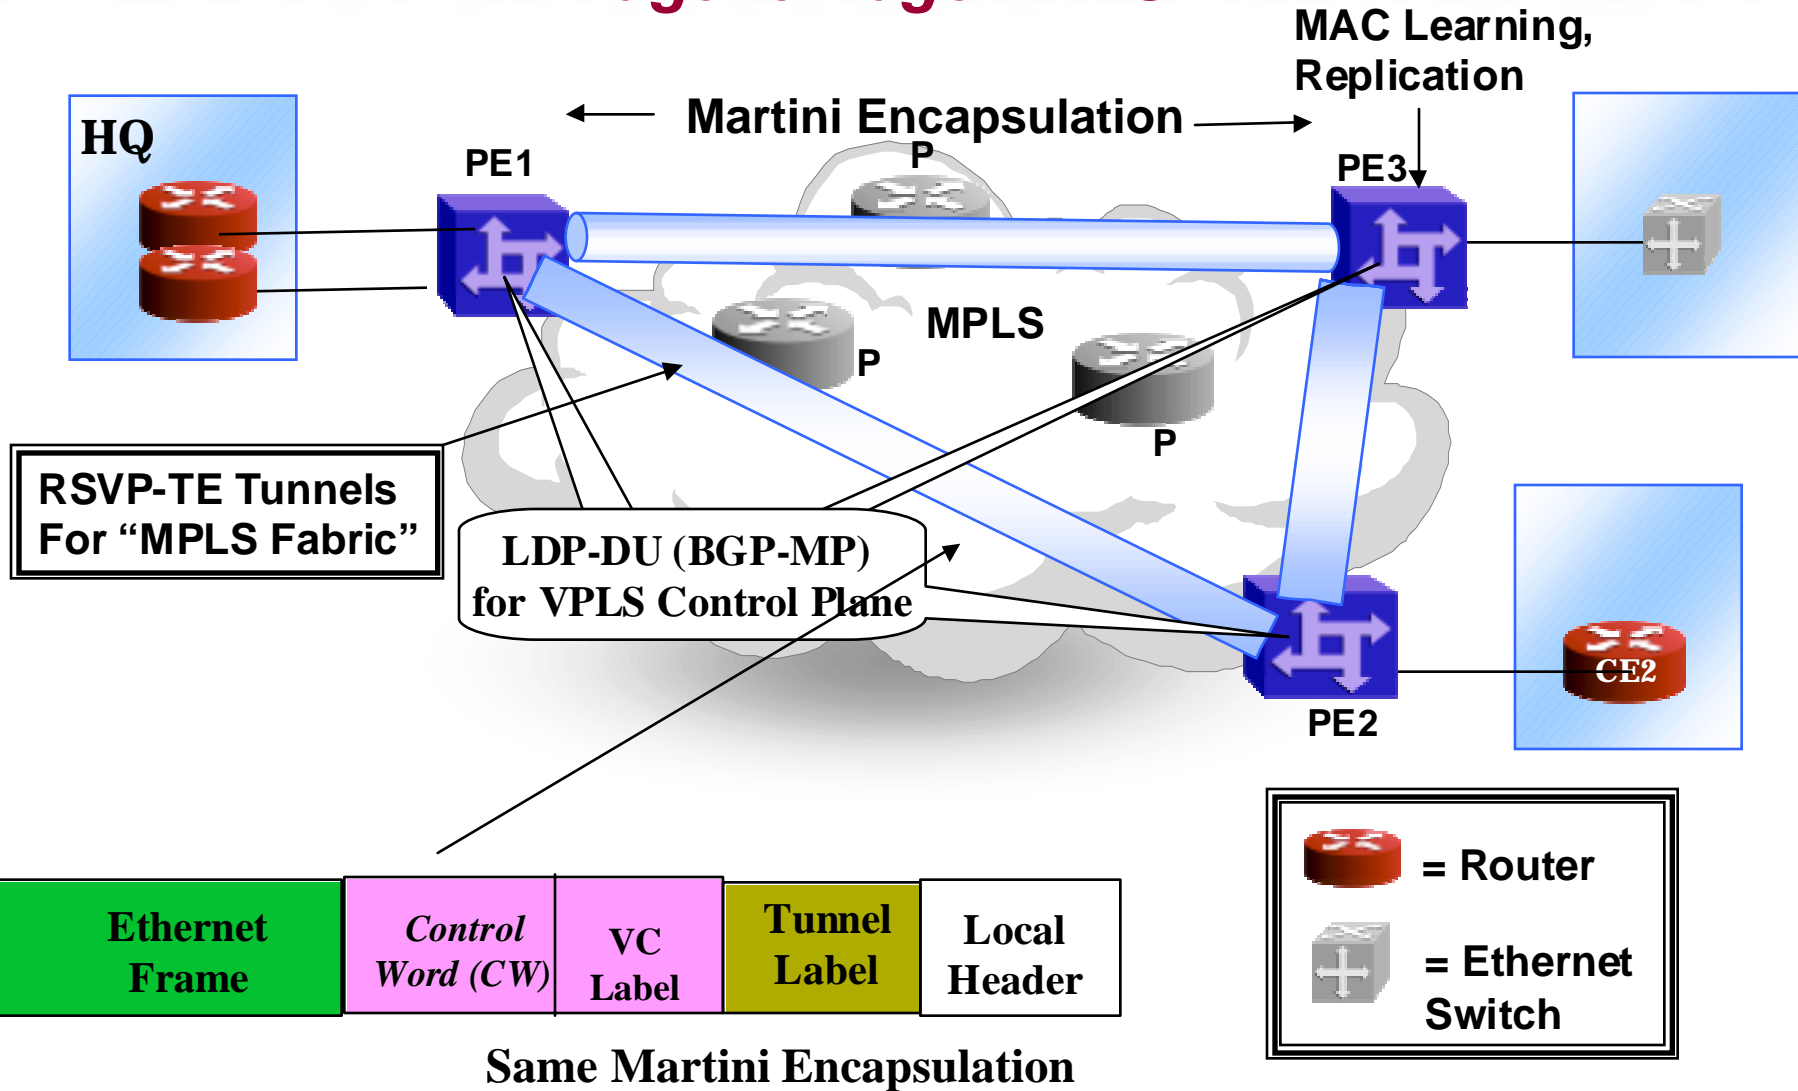 MAC Learning,
Replication
Martini Encapsulation
HQ
PE1
P
PE3
MPLS
P
P
RSVP-TE Tunnels
For “MPLS Fabric”
LDP-DU (BGP-MP)
for VPLS Control Plane
CE2
PE2
= Router
= Ethernet
Switch
Ethernet
Frame
Control
Word (CW)
VC
Label
Tunnel
Label
Local
Header
Same Martini Encapsulation